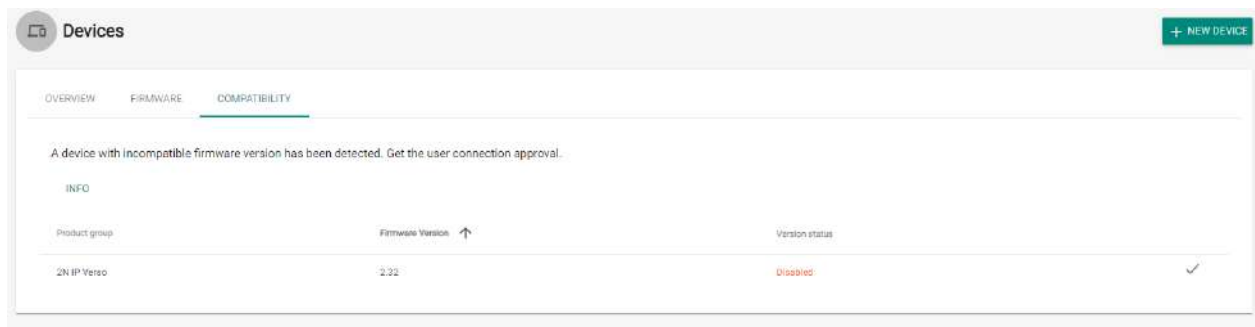 Devices
+ NEW DEVICE
OVERVIEW FIRMWARE COMPATIBILITY
A device with incompatible firmware version has been detected. Get the user connection approval.
INFO
Product group Firmware Version Version status
2N IP Verso 2.32 Disabled